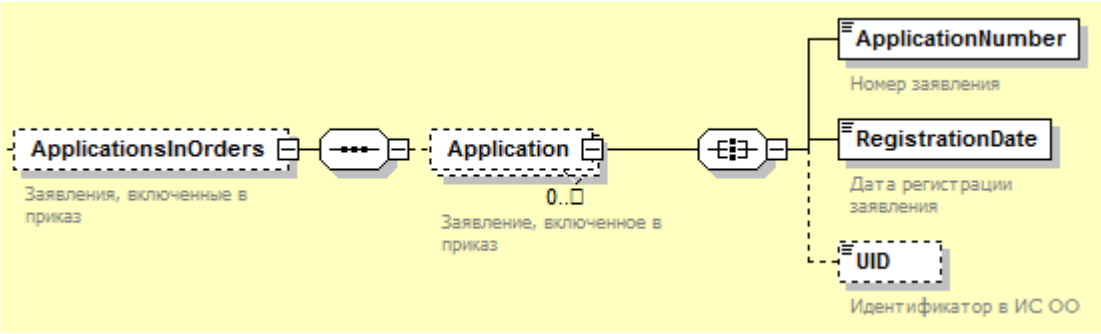 ApplicationNumber
Номер заявления
ApplicationsInOrders
Заявления, включенные в
приказ
Application
0..□
Заявление, включенное в
приказ
RegistrationDate
Дата регистрации
заявления
UID
Идентификатор в ИС ОО